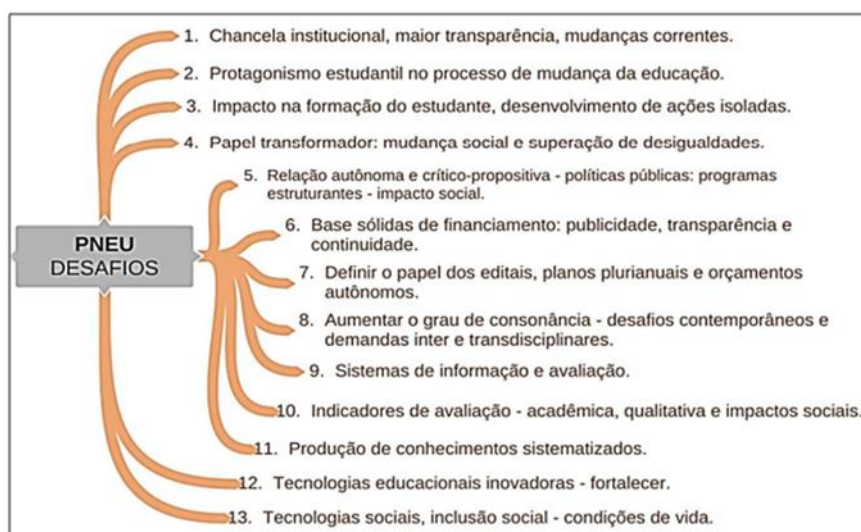 1. Chancela institucional, maior transparência, mudanças correntes.
2. Protagonismo estudantil no processo de mudança da educação.
3. Impacto na formação do estudante, desenvolvimento de ações isoladas.
4. Papel transformador: mudança social e superação de desigualdades.
5. Relação autônoma e crítico-propositiva - políticas públicas: programas
estruturantes - impacto social.
PNEU
DESAFIOS
6. Base sólidas de financiamento: publicidade, transparência e
continuidade.
7. Definir o papel dos editais, planos plurianuais e orçamentos
autônomos.
8. Aumentar o grau de consonância - desafios contemporâneos e
demandas inter e transdisciplinares.
9. Sistemas de informação e avaliação.
10. Indicadores de avaliação - acadêmica, qualitativa e impactos sociais.
11. Produção de conhecimentos sistematizados.
12. Tecnologias educacionais inovadoras - fortalecer.
13. Tecnologias sociais, inclusão social - condições de vida.